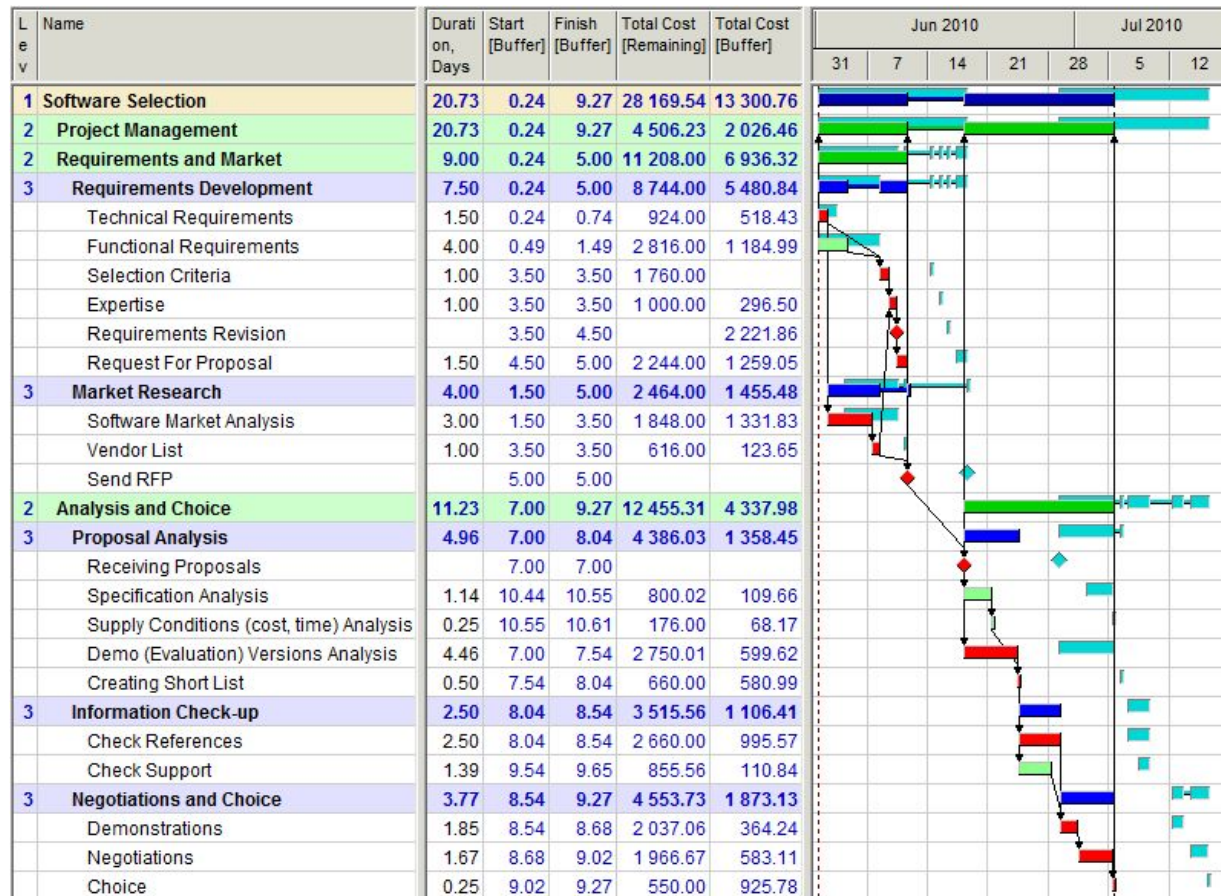 Lev Name Duration, Days Start [Buffer] Finish [Buffer] Total Cost [Remaining] Total Cost [Buffer] Jun 2010 Jul 2010
31 7 14 21 28 5 12
1 Software Selection 20.73 0.24 9.27 28 169.54 13 300.76
2 Project Management 20.73 0.24 9.27 4 506.23 2 026.46
2 Requirements and Market 9.00 0.24 5.00 11 208.00 6 936.32
3 Requirements Development 7.50 0.24 5.00 8 744.00 5 480.84
Technical Requirements 1.50 0.24 0.74 924.00 518.43
Functional Requirements 4.00 0.49 1.49 2 816.00 1 184.99
Selection Criteria 1.00 3.50 3.50 1 760.00
Expertise 1.00 3.50 3.50 1 000.00 296.50
Requirements Revision 3.50 4.50 2 221.86
Request For Proposal 1.50 4.50 5.00 2 244.00 1 259.05
3 Market Research 4.00 1.50 5.00 2 464.00 1 455.48
Software Market Analysis 3.00 1.50 3.50 1 848.00 1 331.83
Vendor List 1.00 3.50 3.50 616.00 123.65
Send RFP 5.00 5.00
2 Analysis and Choice 11.23 7.00 9.27 12 455.31 4 337.98
3 Proposal Analysis 4.96 7.00 8.04 4 386.03 1 358.45
Receiving Proposals 7.00 7.00
Specification Analysis 1.14 10.44 10.55 800.02 109.66
Supply Conditions (cost, time) Analysis 0.25 10.55 10.61 176.00 68.17
Demo (Evaluation) Versions Analysis 4.46 7.00 7.54 2 750.01 599.62
Creating Short List 0.50 7.54 8.04 660.00 580.99
3 Information Check-up 2.50 8.04 8.54 3 515.56 1 106.41
Check References 2.50 8.04 8.54 2 660.00 995.57
Check Support 1.39 9.54 9.65 855.56 110.84
3 Negotiations and Choice 3.77 8.54 9.27 4 553.73 1 873.13
Demonstrations 1.85 8.54 8.68 2 037.06 364.24
Negotiations 1.67 8.68 9.02 1 966.67 583.11
Choice 0.25 9.02 9.27 550.00 925.78